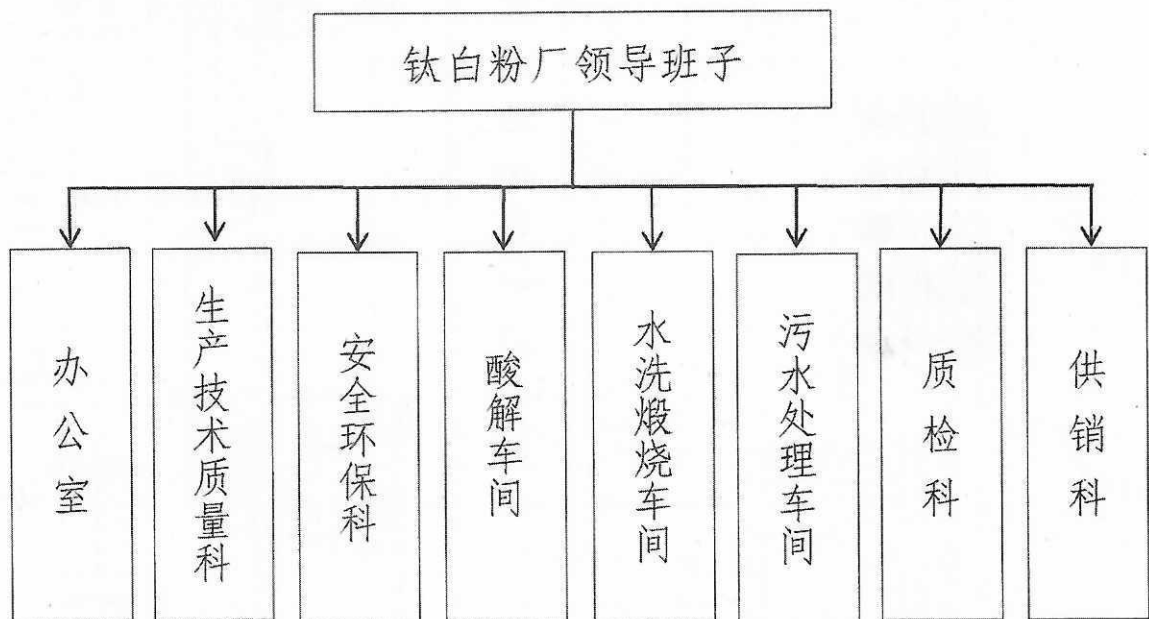 钛白粉厂领导班子
办公室
生产技术质量科
安全环保科
酸解车间
水洗煅烧车间
污水处理车间
质检科
供销科